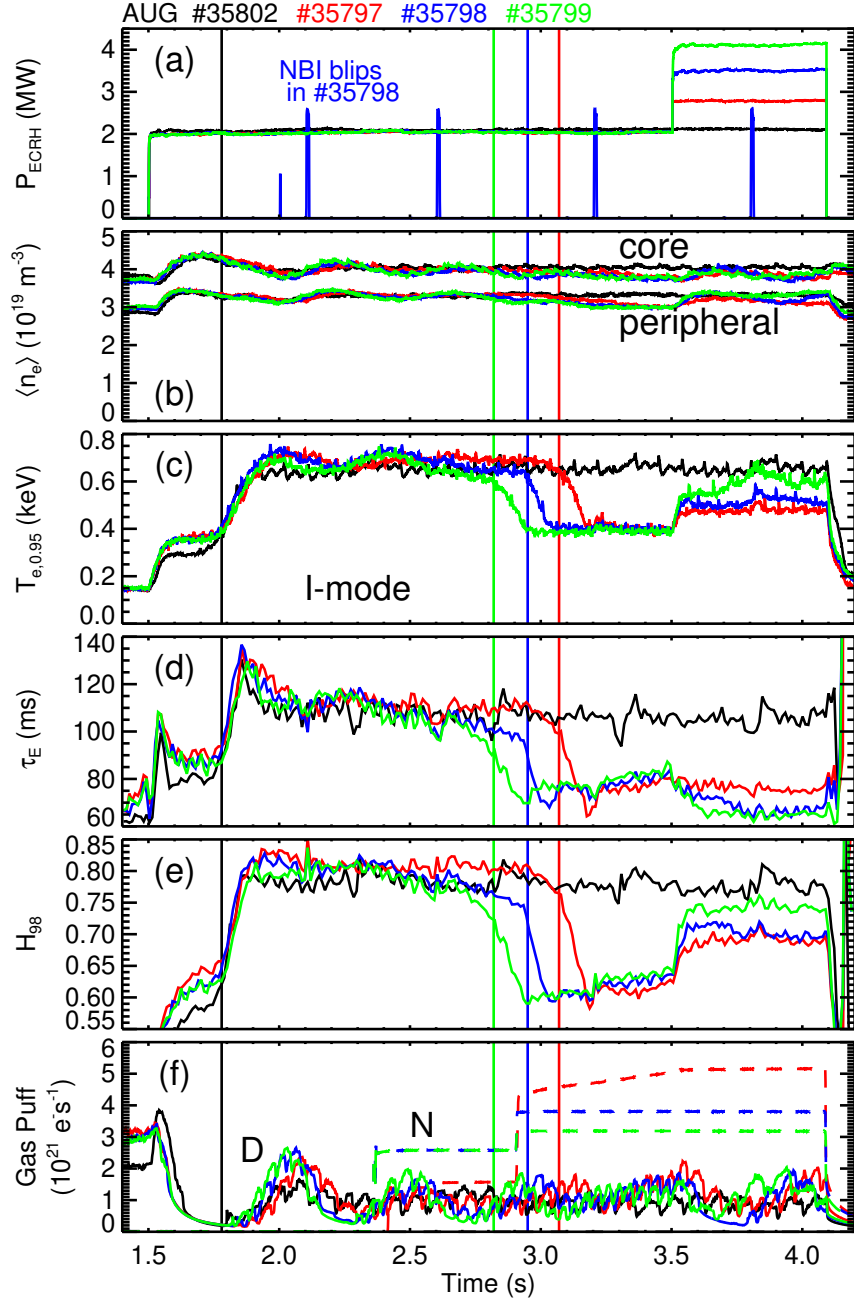 AUG #35802 #35797 #35798 #35799
(a)
NBI blips
in #35798
P_ECRH (MW)
4
3
2
1
0
(b)
core
peripheral
⟨n_e⟩ (10^19 m^-3)
5
4
3
2
1
0
(c)
I-mode
T_e,0.95 (keV)
0.8
0.6
0.4
0.2
0.0
(d)
τ_E (ms)
140
120
100
80
60
(e)
H_98
0.85
0.80
0.75
0.70
0.65
0.60
0.55
(f)
D
N
Gas Puff
(10^21 e^-s^-1)
6
5
4
3
2
1
0
1.5 2.0 2.5 3.0 3.5 4.0
Time (s)